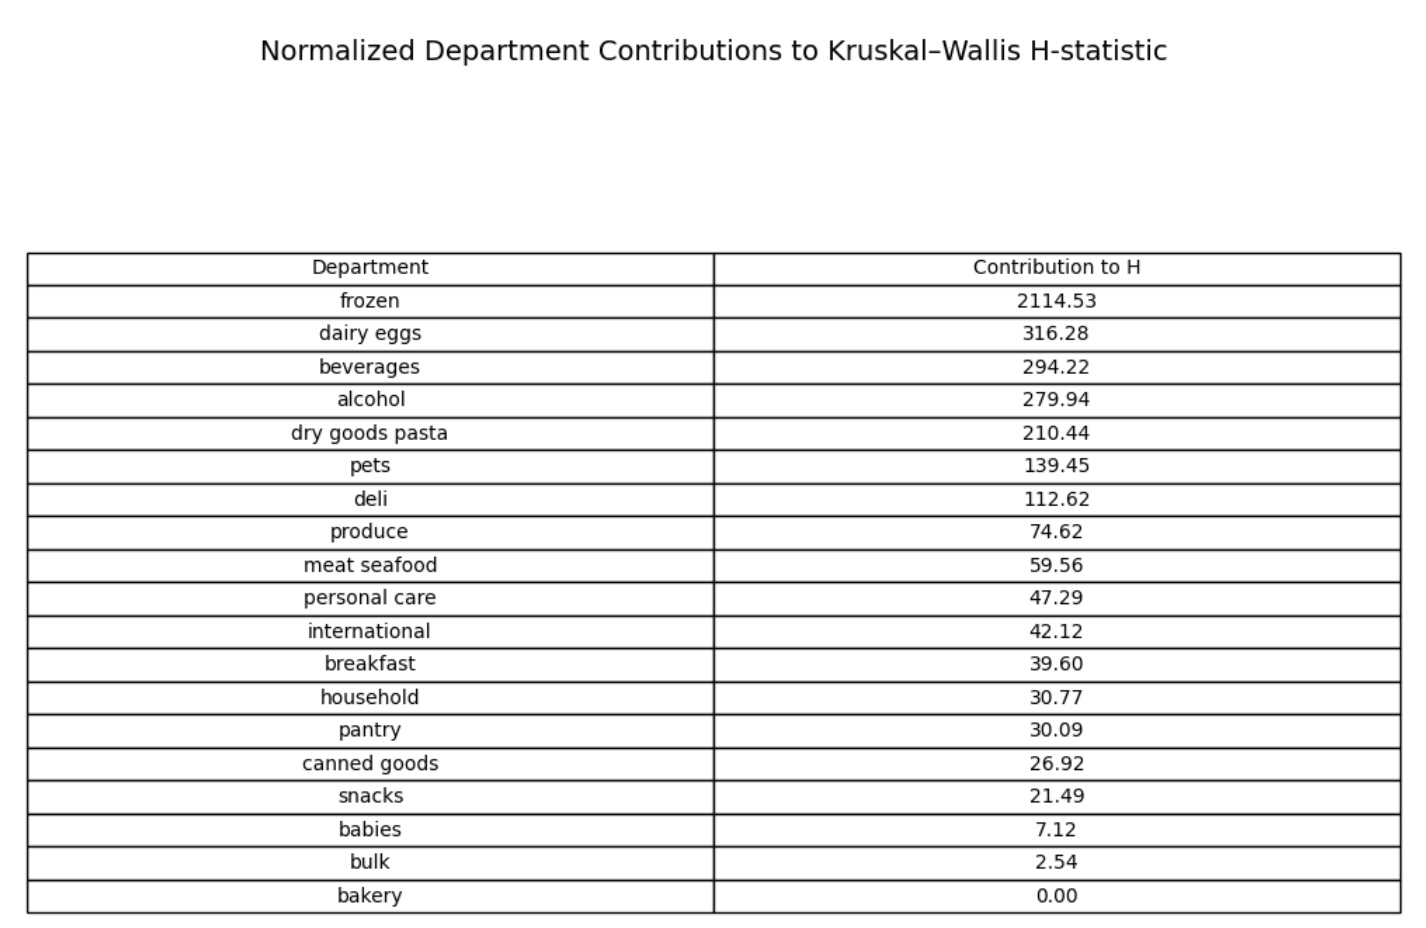 Normalized Department Contributions to Kruskal–Wallis H-statistic
Department Contribution to H
frozen 2114.53
dairy eggs 316.28
beverages 294.22
alcohol 279.94
dry goods pasta 210.44
pets 139.45
deli 112.62
produce 74.62
meat seafood 59.56
personal care 47.29
international 42.12
breakfast 39.60
household 30.77
pantry 30.09
canned goods 26.92
snacks 21.49
babies 7.12
bulk 2.54
bakery 0.00